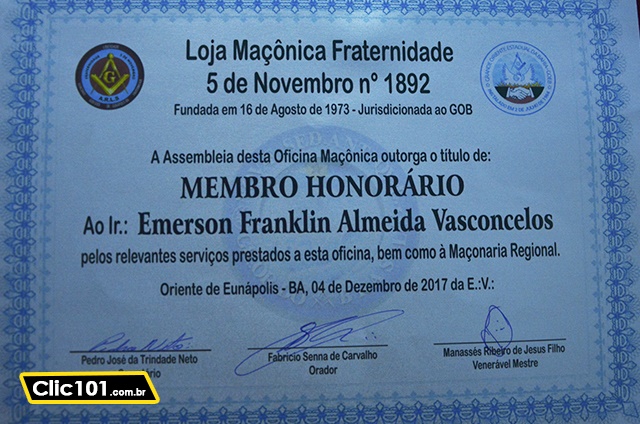 Loja Maçônica Fraternidade
5 de Novembro nº 1892
Fundada em 16 de Agosto de 1973 - Jurisdicionada ao GOB
A Assembleia desta Oficina Maçônica outorga o título de:
MEMBRO HONORÁRIO
Ao Ir.: Emerson Franklin Almeida Vasconcelos
pelos relevantes serviços prestados a esta oficina, bem como à Maçonaria Regional.
Oriente de Eunápolis - BA, 04 de Dezembro de 2017 da E.:V.:
Pedro José da Trindade Neto
Fabricio Senna de Carvalho
Orador
Manassés Ribeiro de Jesus Filho
Venerável Mestre
Clic101.com.br